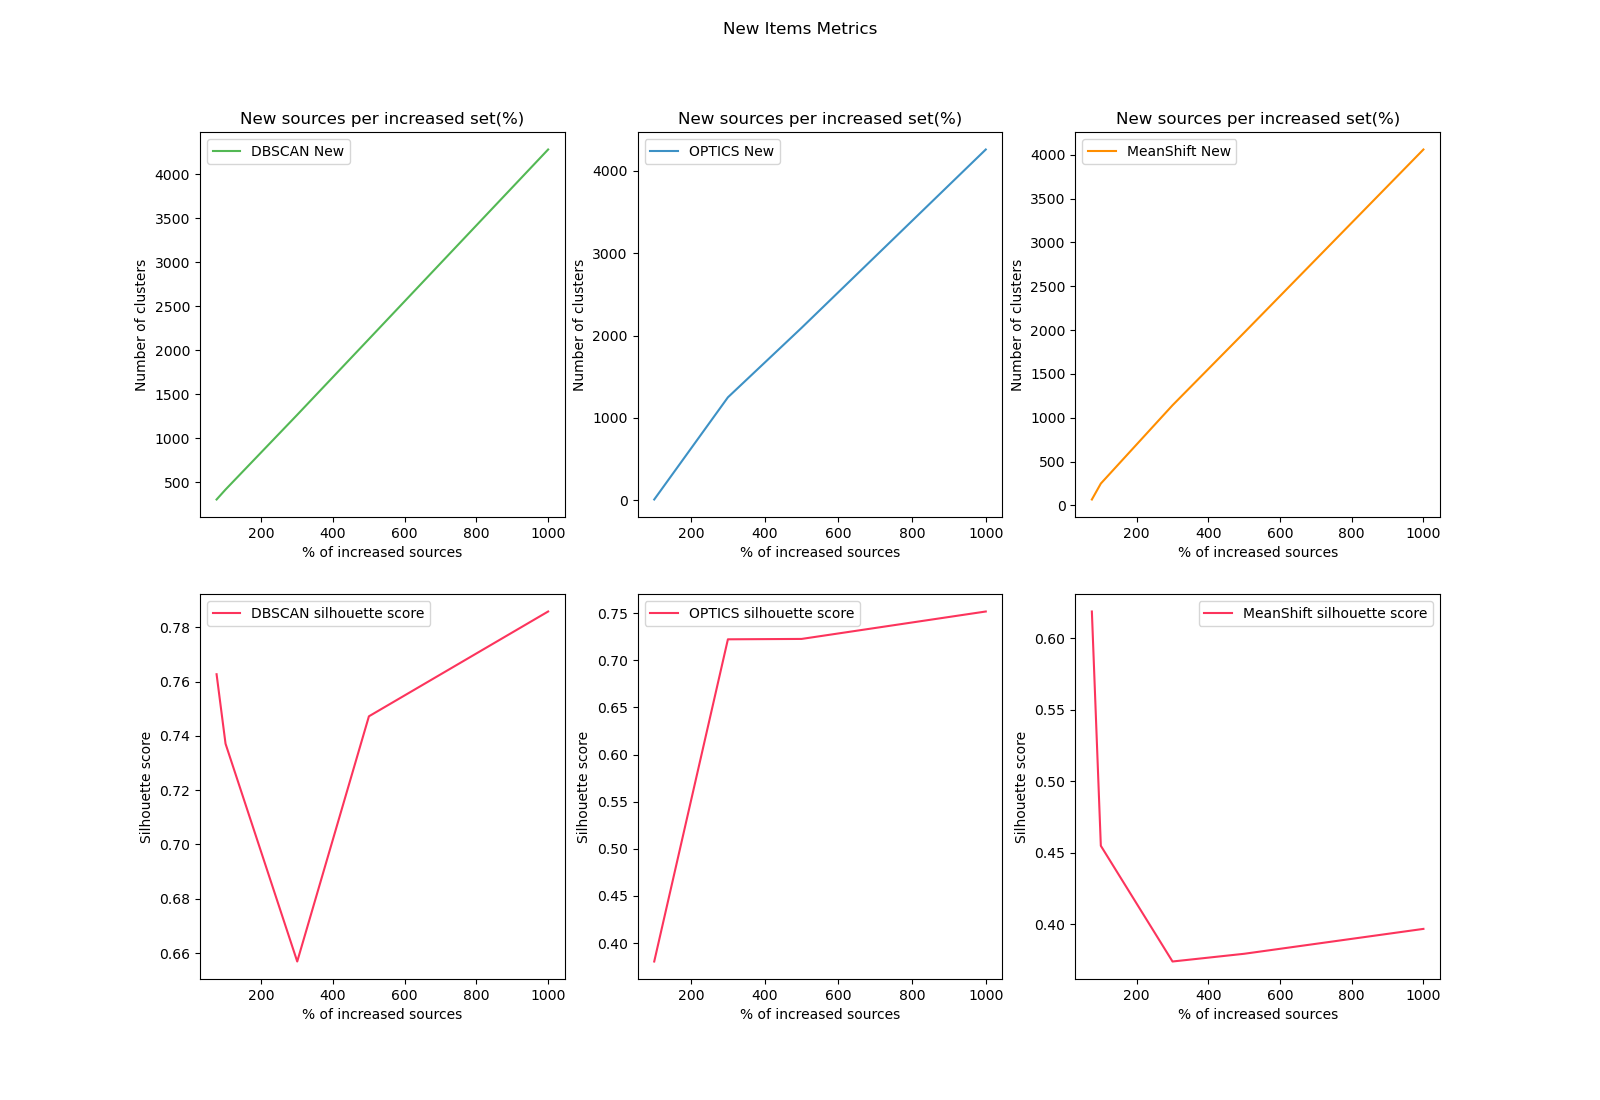 New Items Metrics
New sources per increased set(%)
DBSCAN New
Number of clusters
4000
3500
3000
2500
2000
1500
1000
500
200 400 600 800 1000
% of increased sources
New sources per increased set(%)
OPTICS New
Number of clusters
4000
3000
2000
1000
0
200 400 600 800 1000
% of increased sources
New sources per increased set(%)
MeanShift New
Number of clusters
4000
3500
3000
2500
2000
1500
1000
500
0
200 400 600 800 1000
% of increased sources
DBSCAN silhouette score
Silhouette score
0.78
0.76
0.74
0.72
0.70
0.68
0.66
200 400 600 800 1000
% of increased sources
OPTICS silhouette score
Silhouette score
0.75
0.70
0.65
0.60
0.55
0.50
0.45
0.40
200 400 600 800 1000
% of increased sources
MeanShift silhouette score
Silhouette score
0.60
0.55
0.50
0.45
0.40
200 400 600 800 1000
% of increased sources